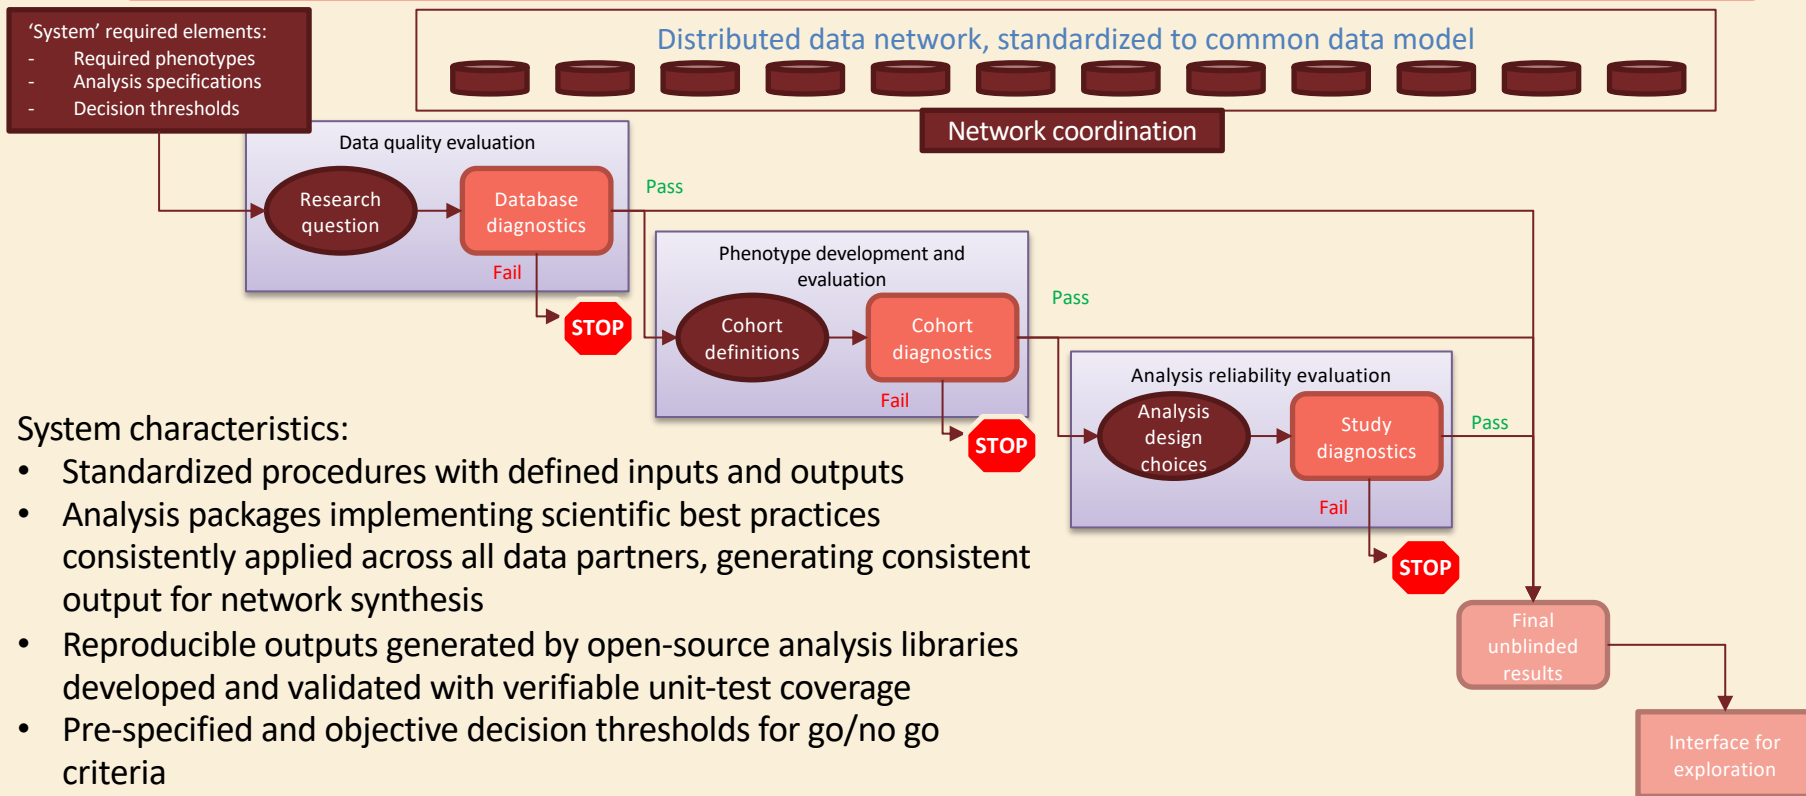 ‘System’ required elements:
- Required phenotypes
- Analysis specifications
- Decision thresholds
Distributed data network, standardized to common data model
Network coordination
Data quality evaluation
Research
question
Database
diagnostics
Pass
Fail
STOP
Phenotype development and
evaluation
Cohort
definitions
Cohort
diagnostics
Pass
Fail
STOP
Analysis reliability evaluation
Analysis
design
choices
Study
diagnostics
Pass
Fail
STOP
Final
unblinded
results
Interface for
exploration
System characteristics:
• Standardized procedures with defined inputs and outputs
• Analysis packages implementing scientific best practices
consistently applied across all data partners, generating consistent
output for network synthesis
• Reproducible outputs generated by open-source analysis libraries
developed and validated with verifiable unit-test coverage
• Pre-specified and objective decision thresholds for go/no go
criteria